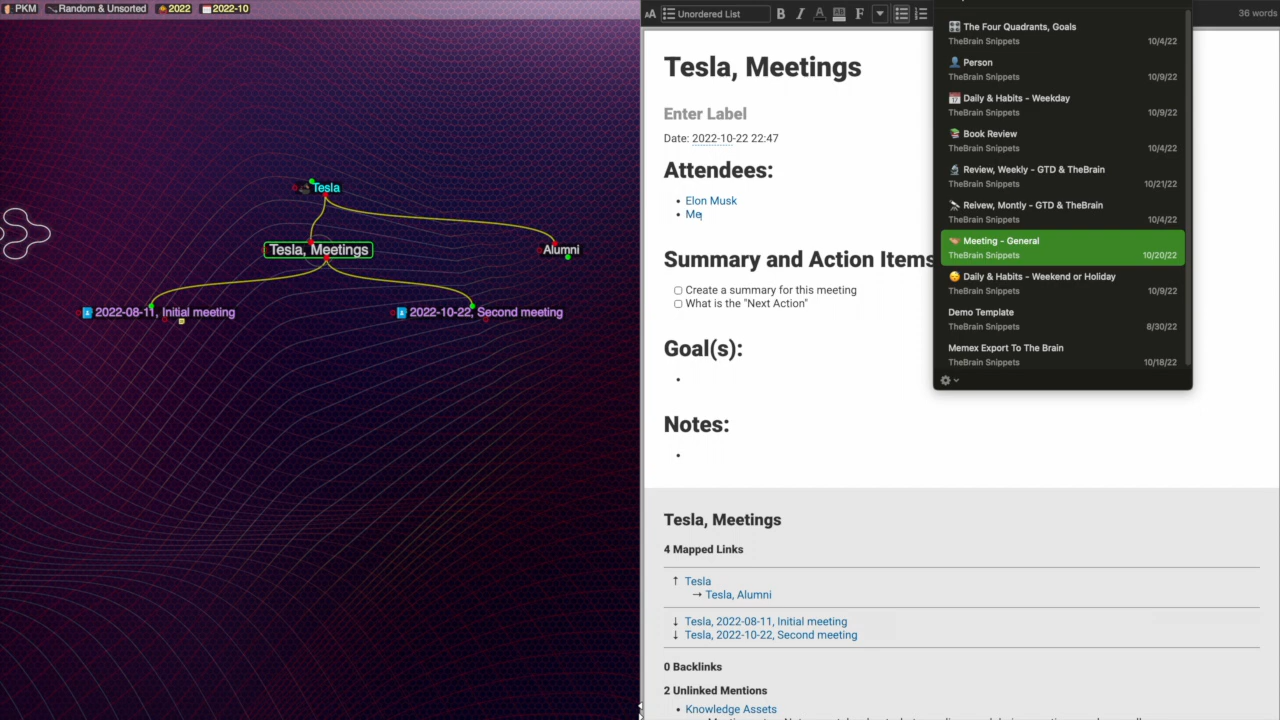 PKM
Random & Unsorted
2022
2022-10
Tesla
Tesla, Meetings
Alumni
2022-08-11, Initial meeting
2022-10-22, Second meeting
AA
Unordered List
B I A F
36 words
Tesla, Meetings
Enter Label
Date: 2022-10-22 22:47
Attendees:
• Elon Musk
• Me
Summary and Action Items
Create a summary for this meeting
What is the "Next Action"
Goal(s):
•
Notes:
•
The Four Quadrants, Goals
TheBrain Snippets 10/4/22
Person
TheBrain Snippets 10/9/22
Daily & Habits - Weekday
TheBrain Snippets 10/9/22
Book Review
TheBrain Snippets 10/4/22
Review, Weekly - GTD & TheBrain
TheBrain Snippets 10/21/22
Reivew, Montly - GTD & TheBrain
TheBrain Snippets 10/4/22
Meeting - General
TheBrain Snippets 10/20/22
Daily & Habits - Weekend or Holiday
TheBrain Snippets 10/9/22
Demo Template
TheBrain Snippets 8/30/22
Memex Export To The Brain
TheBrain Snippets 10/18/22
Tesla, Meetings
4 Mapped Links
↑ Tesla
→ Tesla, Alumni
↓ Tesla, 2022-08-11, Initial meeting
↓ Tesla, 2022-10-22, Second meeting
0 Backlinks
2 Unlinked Mentions
• Knowledge Assets